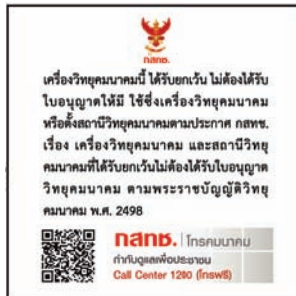 กสทช.
เครื่องวิทยุคมนาคมนี้ ได้รับยกเว้น ไม่ต้องได้รับ
ใบอนุญาตให้มี ใช้ซึ่งเครื่องวิทยุคมนาคม
หรือตั้งสถานีวิทยุคมนาคมตามประกาศ กสทช.
เรื่อง เครื่องวิทยุคมนาคม และสถานีวิทยุ
คมนาคมที่ได้รับยกเว้นไม่ต้องได้รับใบอนุญาต
วิทยุคมนาคม ตามพระราชบัญญัติวิทยุ
คมนาคม พ.ศ. 2498
กสทช. | โทรคมนาคม
กำกับดูแลเพื่อประชาชน
Call Center 1200 (โทรฟรี)